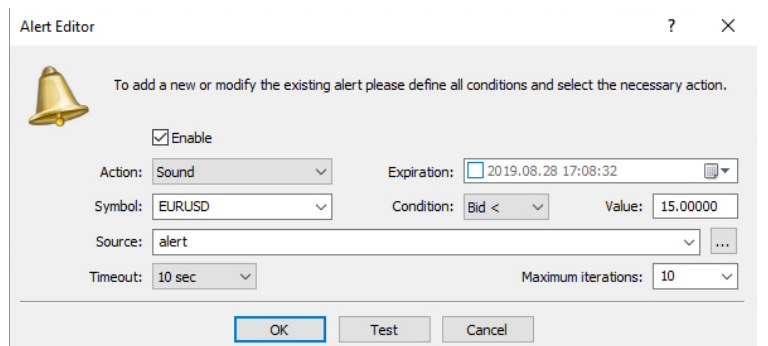 Alert Editor ?
To add a new or modify the existing alert please define all conditions and select the necessary action.
Enable
Action: Sound Expiration: 2019.08.28 17:08:32
Symbol: EURUSD Condition: Bid < Value: 15.00000
Source: alert ...
Timeout: 10 sec Maximum iterations: 10
OK Test Cancel